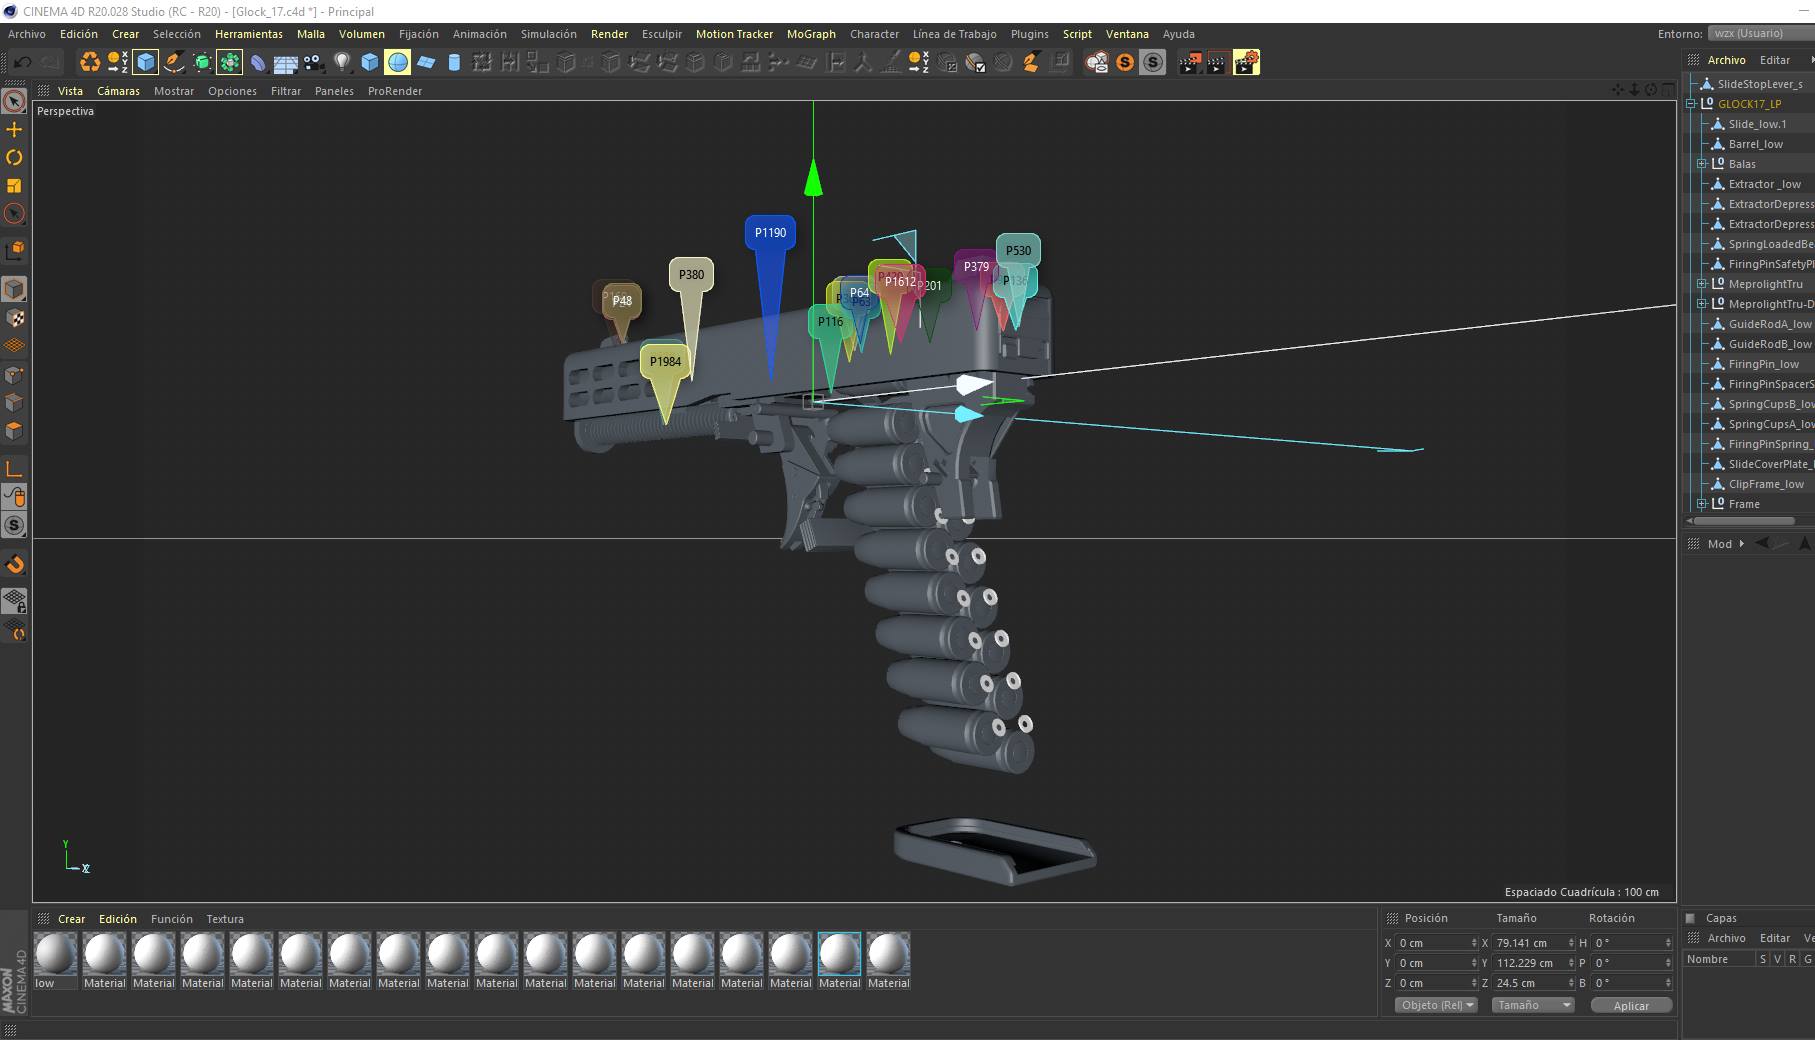 CINEMA 4D R20.028 Studio (RC - R20) - [Glock_17.c4d *] - Principal
Archivo Edición Crear Selección Herramientas Malla Volumen Fijación Animación Simulación Render Esculpir Motion Tracker MoGraph Character Línea de Trabajo Plugins Script Ventana Ayuda Entorno: wzx (Usuario)
Archivo Editar
Vista Cámaras Mostrar Opciones Filtrar Paneles ProRender
Perspectiva
SlideStopLever_s
GLOCK17_LP
Slide_low.1
Barrel_low
Balas
Extractor _low
ExtractorDepress
ExtractorDepress
SpringLoadedBe
FiringPinSafetyPl
MeprolightTru
MeprolightTru-D
GuideRodA_low
GuideRodB_low
FiringPin_low
FiringPinSpacerS
SpringCupsB_lov
SpringCupsA_lov
FiringPinSpring_
SlideCoverPlate_
ClipFrame_low
Frame
P1190
P530
P380
P379
P48
P64
P1612
P201
P116
P1984
Mod
Y
Espaciado Cuadrícula : 100 cm
Crear Edición Función Textura
low Material Material Material Material Material Material Material Material Material Material Material Material Material Material Material Material Material
MAXON
CINEMA4D
Posición Tamaño Rotación
X 0 cm X 79.141 cm H 0 °
Y 0 cm Y 112.229 cm P 0 °
Z 0 cm Z 24.5 cm B 0 °
Objeto (Rel) Tamaño Aplicar
Capas
Archivo Editar Ve
Nombre S V R G